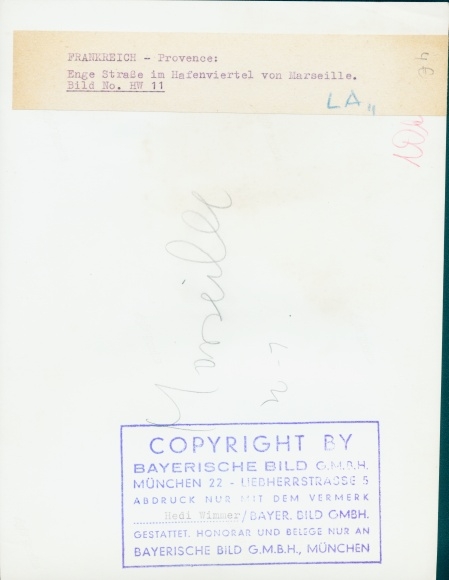 FRANKREICH - Provence:
Enge Straße im Hafenviertel von Marseille.
Bild No. HW 11
LA
Marseille
COPYRIGHT BY
BAYERISCHE BILD G.M.B.H.
MÜNCHEN 22 - LIEBHERRSTRASSE 5
ABDRUCK NUR MIT DEM VERMERK
Hedi Wimmer/BAYER. BILD GMBH.
GESTATTET. HONORAR UND BELEGE NUR AN
BAYERISCHE BILD G.M.B.H., MÜNCHEN